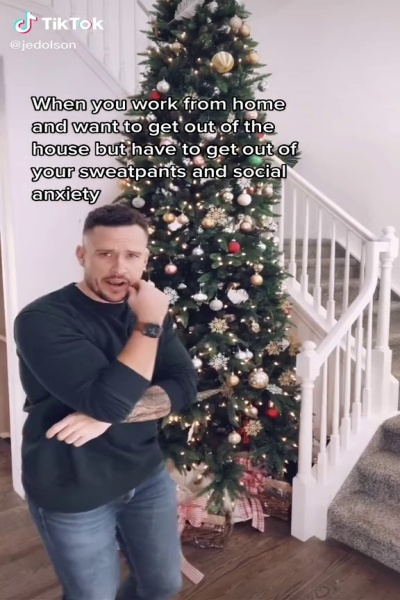 TikTok
@jedolson
When you work from home
and want to get out of the
house but have to get out of
your sweatpants and social
anxiety